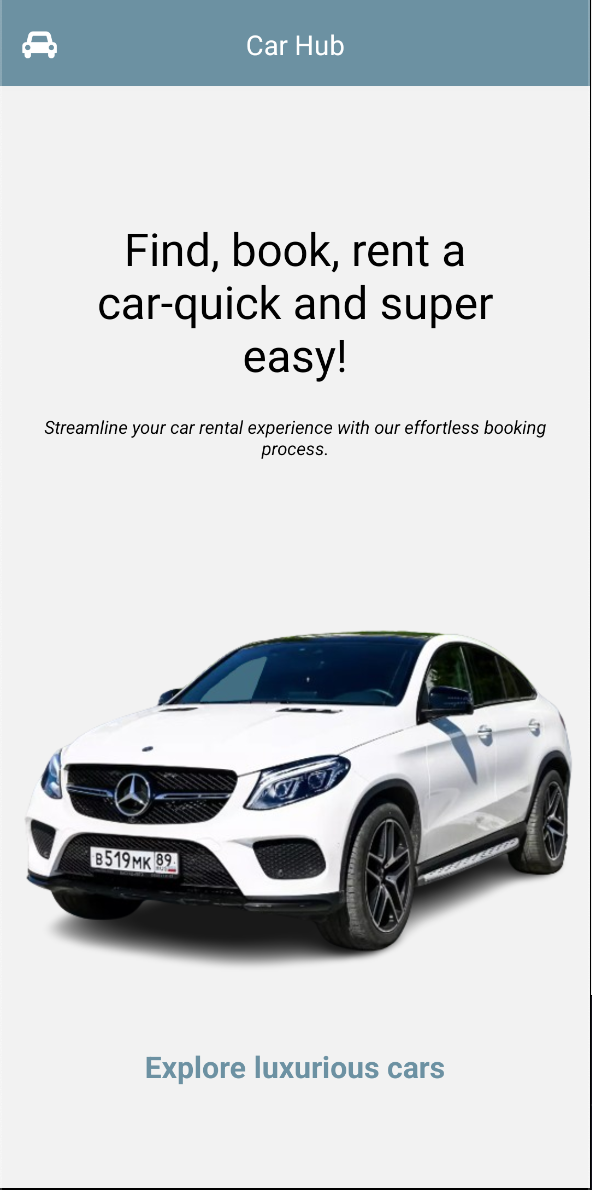 Car Hub
Find, book, rent a
car-quick and super
easy!
Streamline your car rental experience with our effortless booking
process.
В519МК 89
RUS
Explore luxurious cars